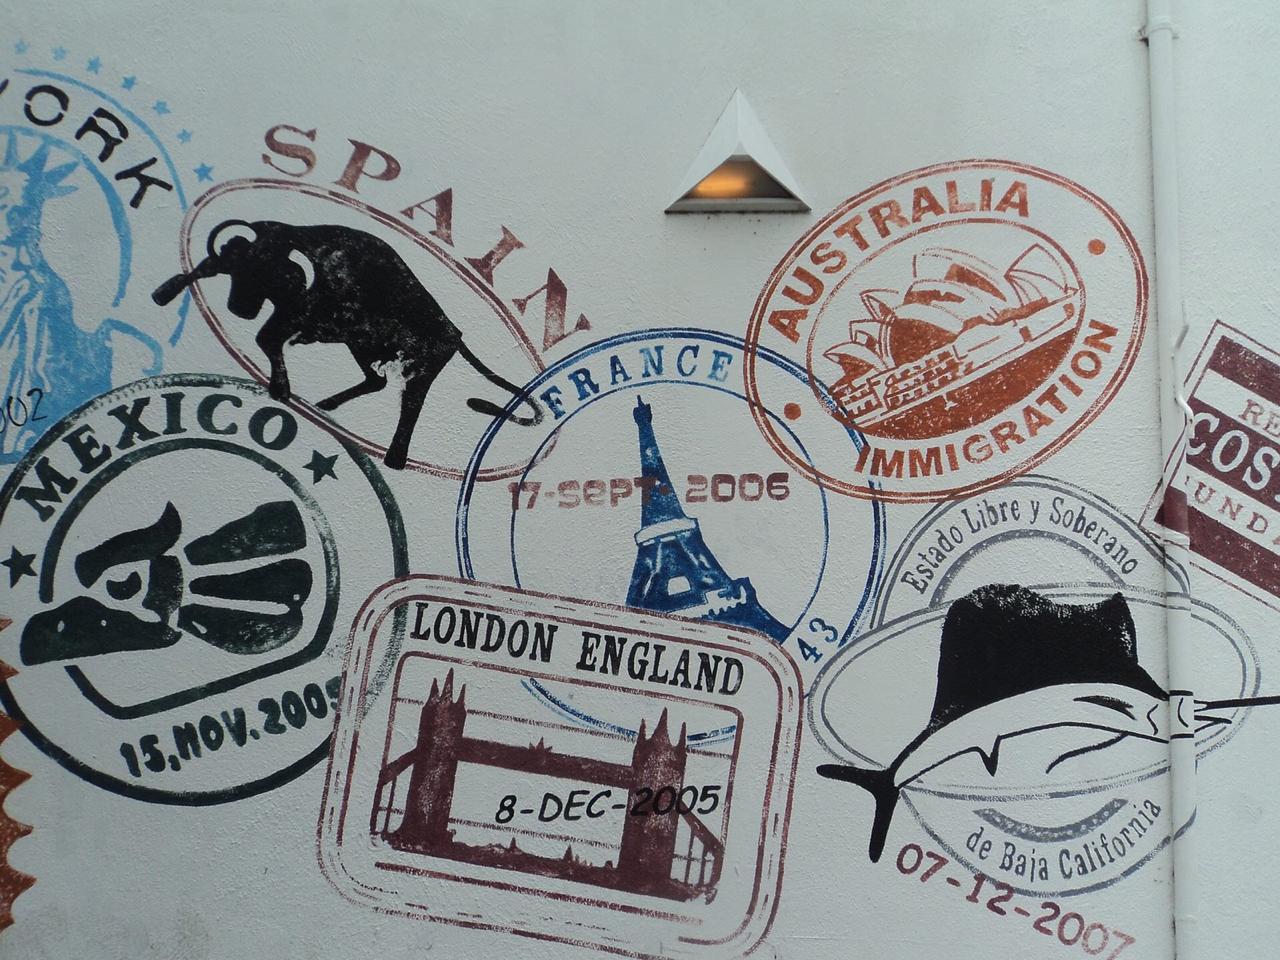 YORK
002
SPAIN
MEXICO
15,NOV.2005
FRANCE
17-SEPT-2006
43
AUSTRALIA
IMMIGRATION
LONDON ENGLAND
8-DEC-2005
Estado Libre y Soberano
de Baja California
07-12-2007
RE
COS
UND